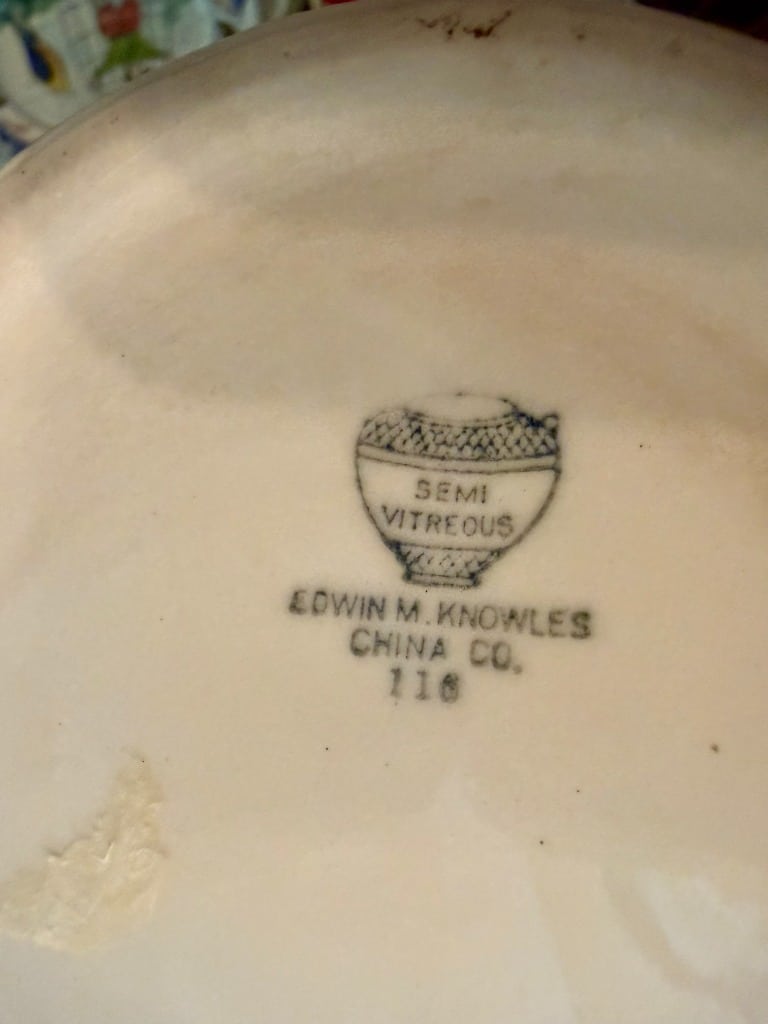 SEMI
VITREOUS
EDWIN M. KNOWLES
CHINA CO.
116